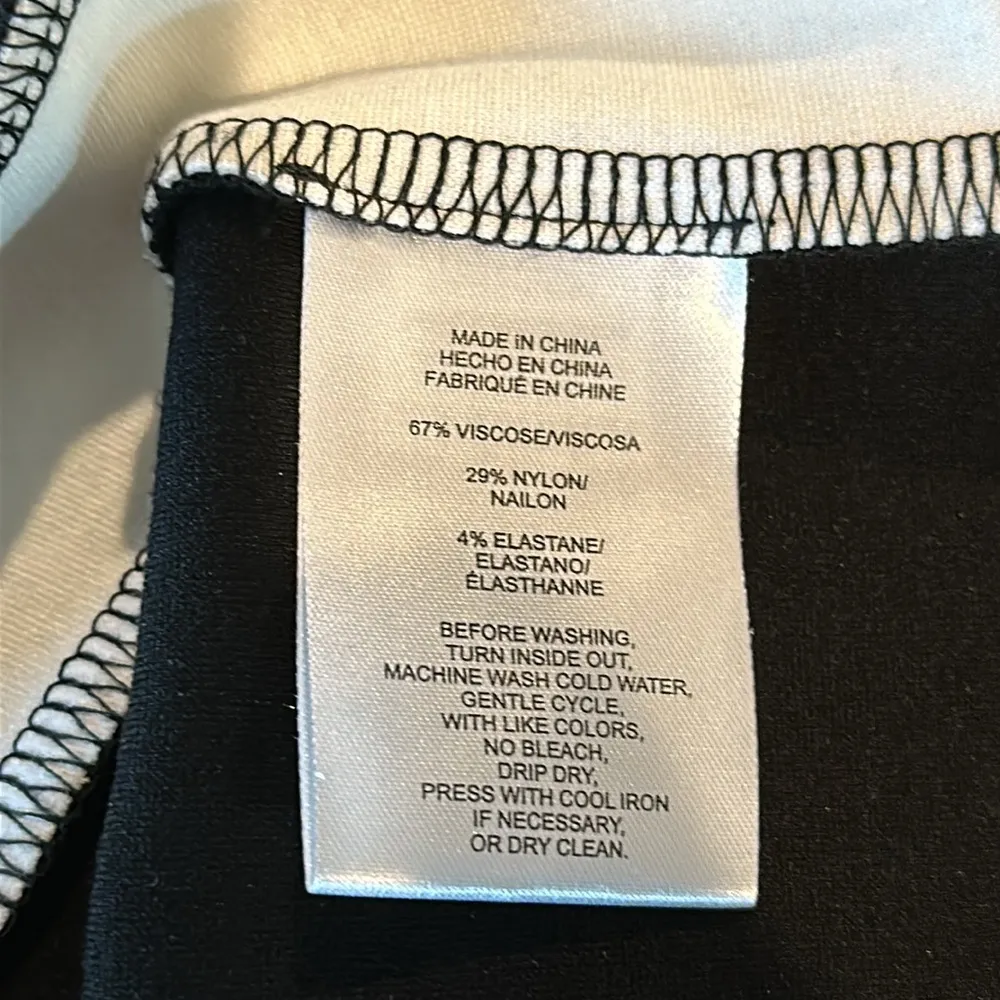 MADE iN CHINA
HECHO EN CHINA
FABRIQUÉ EN CHINE
67% VISCOSE/VISCOSA
29% NYLON/
NAILON
4% ELASTANE/
ELASTANO/
ÉLASTHANNE
BEFORE WASHING,
TURN INSIDE OUT,
MACHINE WASH COLD WATER,
GENTLE CYCLE,
WITH LIKE COLORS,
NO BLEACH,
DRIP DRY,
PRESS WITH COOL IRON
IF NECESSARY,
OR DRY CLEAN.